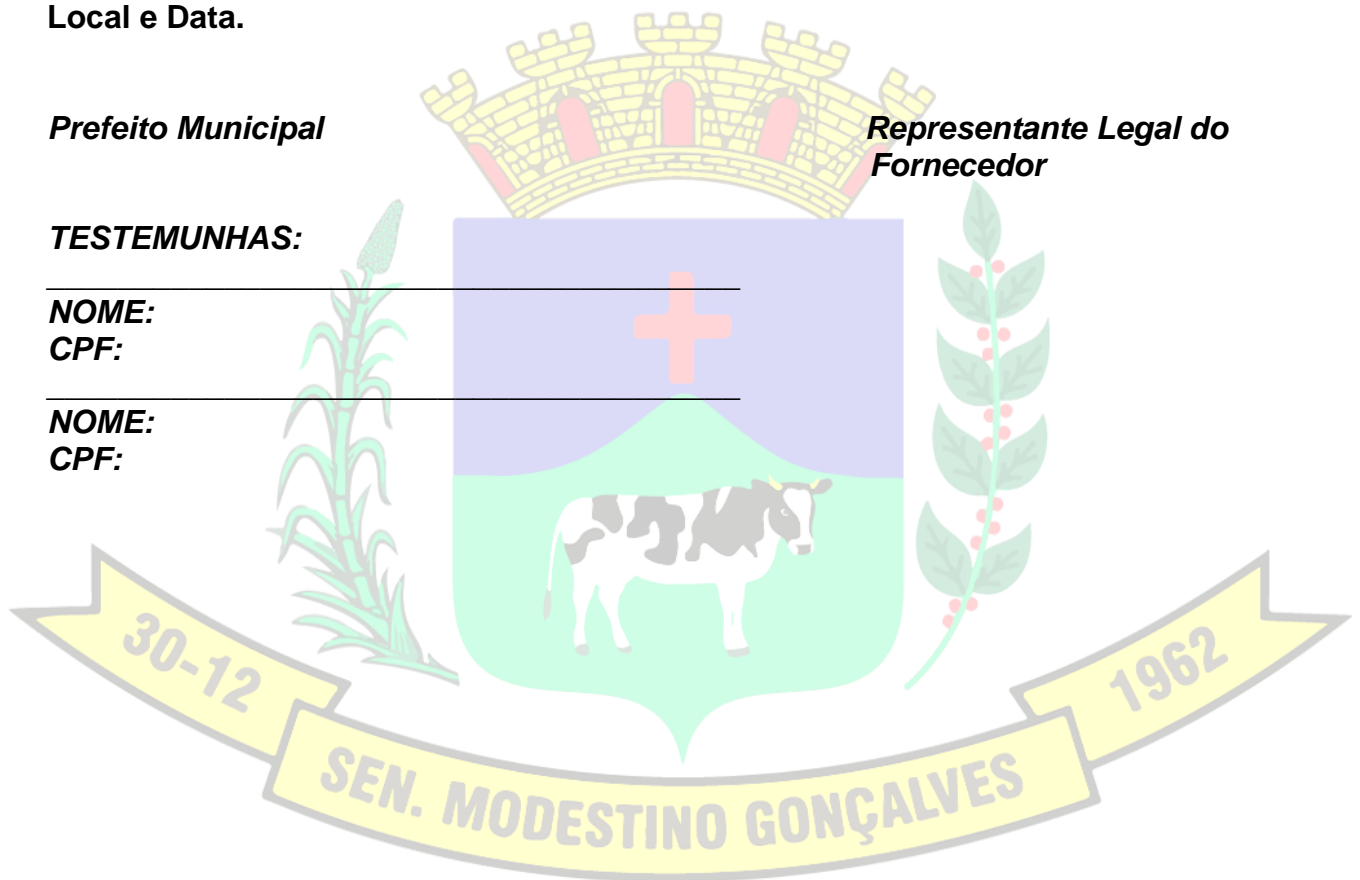 Local e Data.
Prefeito Municipal
Representante Legal do
Fornecedor
TESTEMUNHAS:
NOME:
CPF:
NOME:
CPF:
30-12
1962
SEN. MODESTINO GONÇALVES